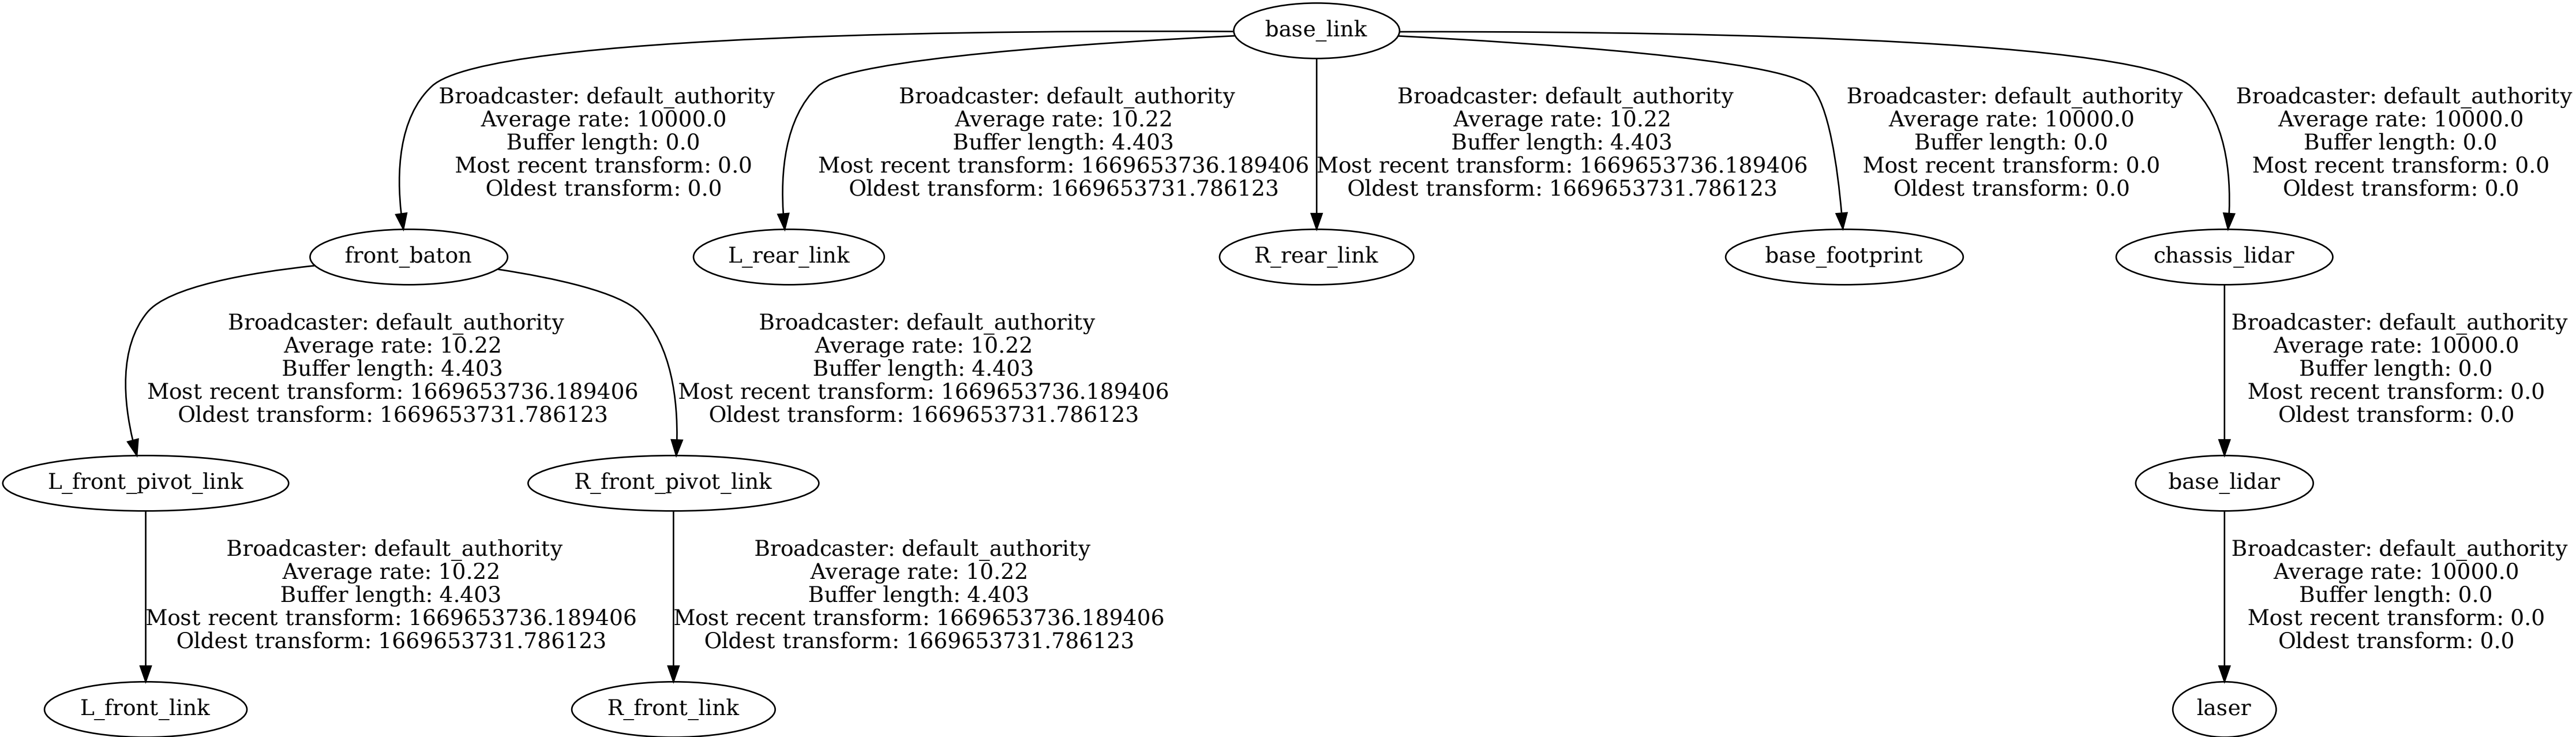 base_link
Broadcaster: default_authority
Average rate: 10000.0
Buffer length: 0.0
Most recent transform: 0.0
Oldest transform: 0.0
Broadcaster: default_authority
Average rate: 10.22
Buffer length: 4.403
Most recent transform: 1669653736.189406
Oldest transform: 1669653731.786123
Broadcaster: default_authority
Average rate: 10.22
Buffer length: 4.403
Most recent transform: 1669653736.189406
Oldest transform: 1669653731.786123
Broadcaster: default_authority
Average rate: 10000.0
Buffer length: 0.0
Most recent transform: 0.0
Oldest transform: 0.0
Broadcaster: default_authority
Average rate: 10000.0
Buffer length: 0.0
Most recent transform: 0.0
Oldest transform: 0.0
front_baton
L_rear_link
R_rear_link
base_footprint
chassis_lidar
Broadcaster: default_authority
Average rate: 10.22
Buffer length: 4.403
Most recent transform: 1669653736.189406
Oldest transform: 1669653731.786123
Broadcaster: default_authority
Average rate: 10.22
Buffer length: 4.403
Most recent transform: 1669653736.189406
Oldest transform: 1669653731.786123
Broadcaster: default_authority
Average rate: 10000.0
Buffer length: 0.0
Most recent transform: 0.0
Oldest transform: 0.0
L_front_pivot_link
R_front_pivot_link
base_lidar
Broadcaster: default_authority
Average rate: 10.22
Buffer length: 4.403
Most recent transform: 1669653736.189406
Oldest transform: 1669653731.786123
Broadcaster: default_authority
Average rate: 10.22
Buffer length: 4.403
Most recent transform: 1669653736.189406
Oldest transform: 1669653731.786123
Broadcaster: default_authority
Average rate: 10000.0
Buffer length: 0.0
Most recent transform: 0.0
Oldest transform: 0.0
L_front_link
R_front_link
laser